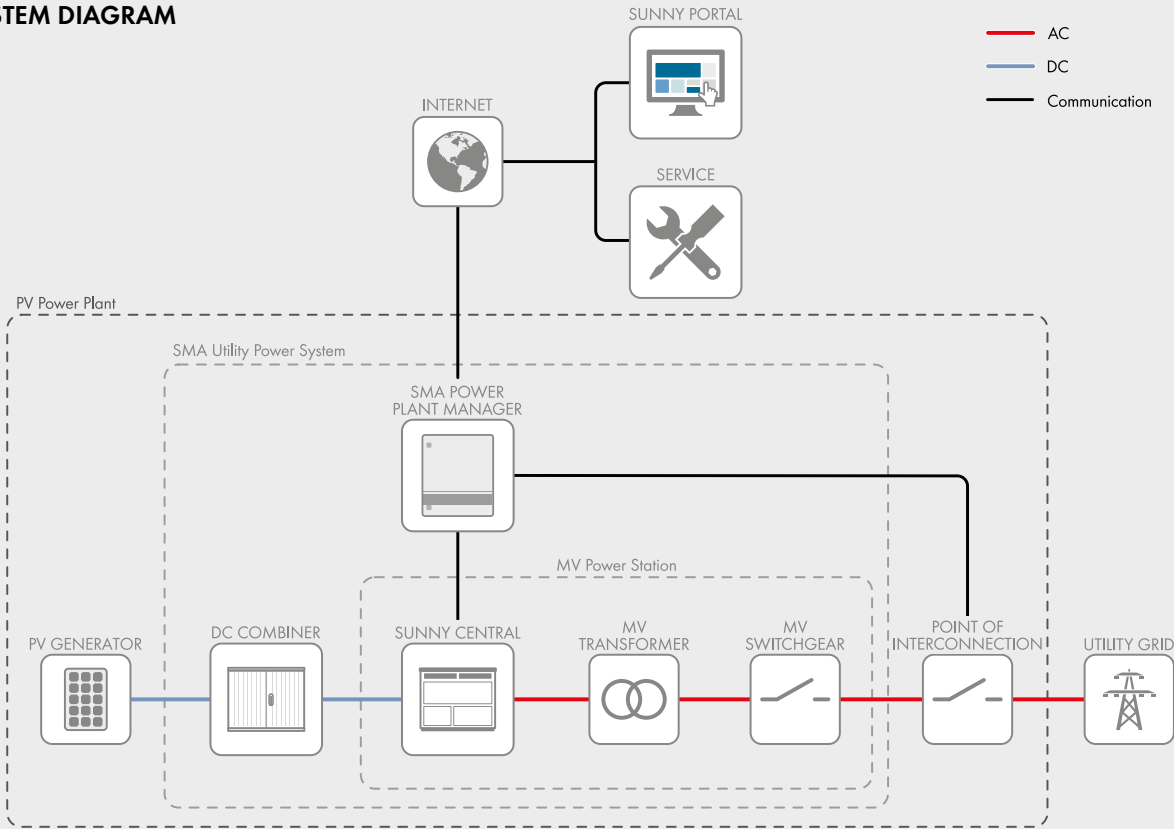 STEM DIAGRAM
SUNNY PORTAL
AC
DC
Communication
INTERNET
SERVICE
PV Power Plant
SMA Utility Power System
SMA POWER
PLANT MANAGER
MV Power Station
PV GENERATOR
DC COMBINER
SUNNY CENTRAL
MV
TRANSFORMER
MV
SWITCHGEAR
POINT OF
INTERCONNECTION
UTILITY GRID